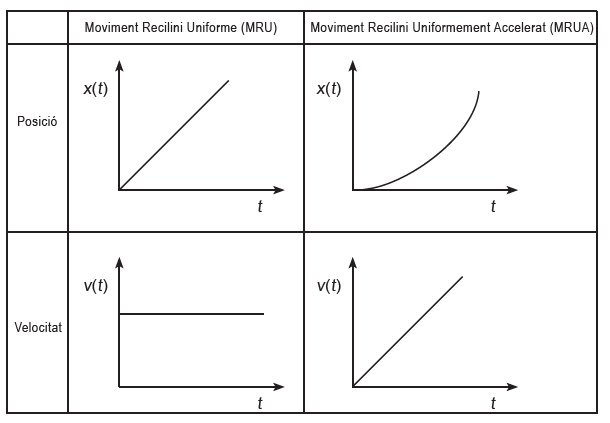 Moviment Recilini Uniforme (MRU)
Moviment Recilini Uniformement Accelerat (MRUA)
Posició
x(t)
t
x(t)
t
Velocitat
v(t)
t
v(t)
t